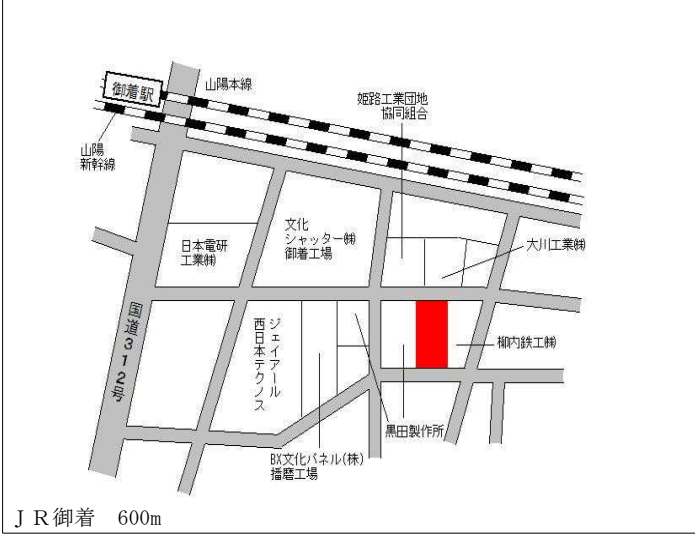 御着駅
山陽本線
姫路工業団地
協同組合
山陽
新幹線
文化
シャッター㈱
御着工場
日本電研
工業㈱
大川工業㈱
国道312号
ジェイアール
西日本テクノス
柳内鉄工㈱
黒田製作所
BX文化パネル(株)
播磨工場
ＪＲ御着　600m